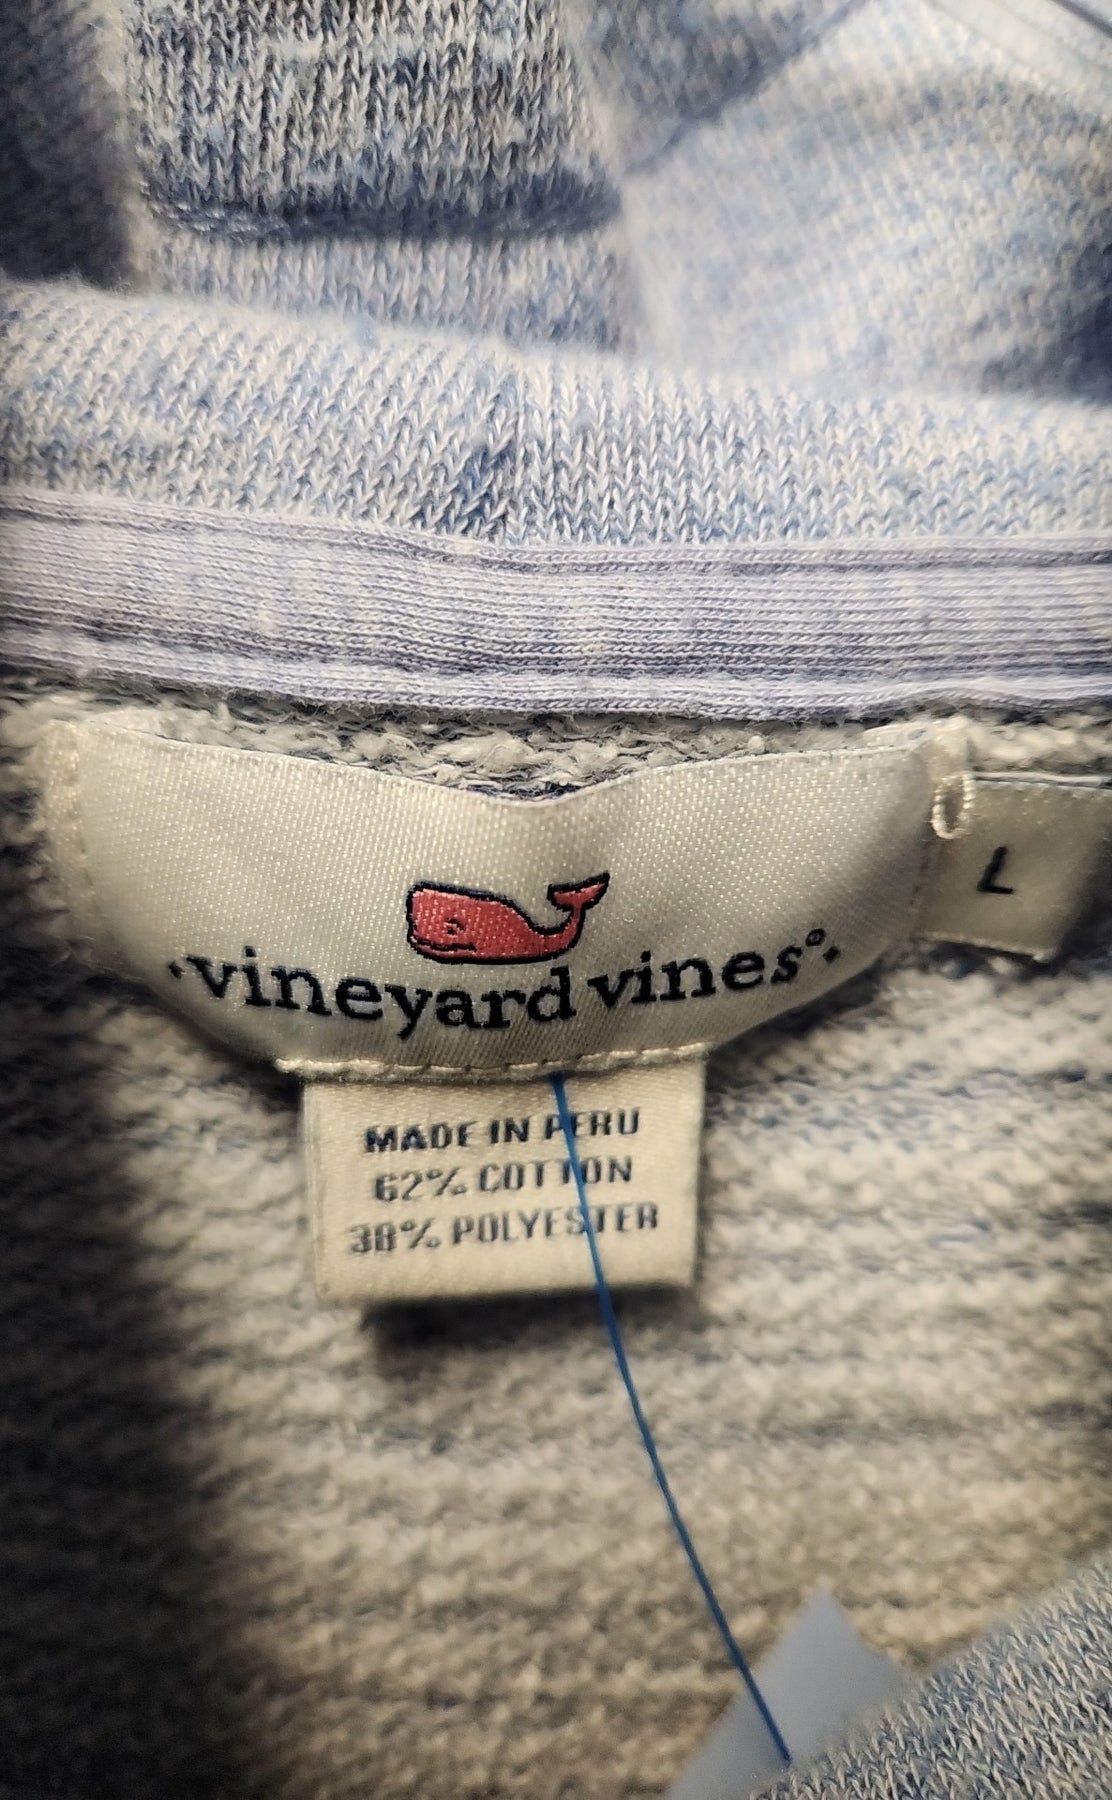 vineyard vines®
L
MADE IN PERU
62% COTTON
38% POLYESTER